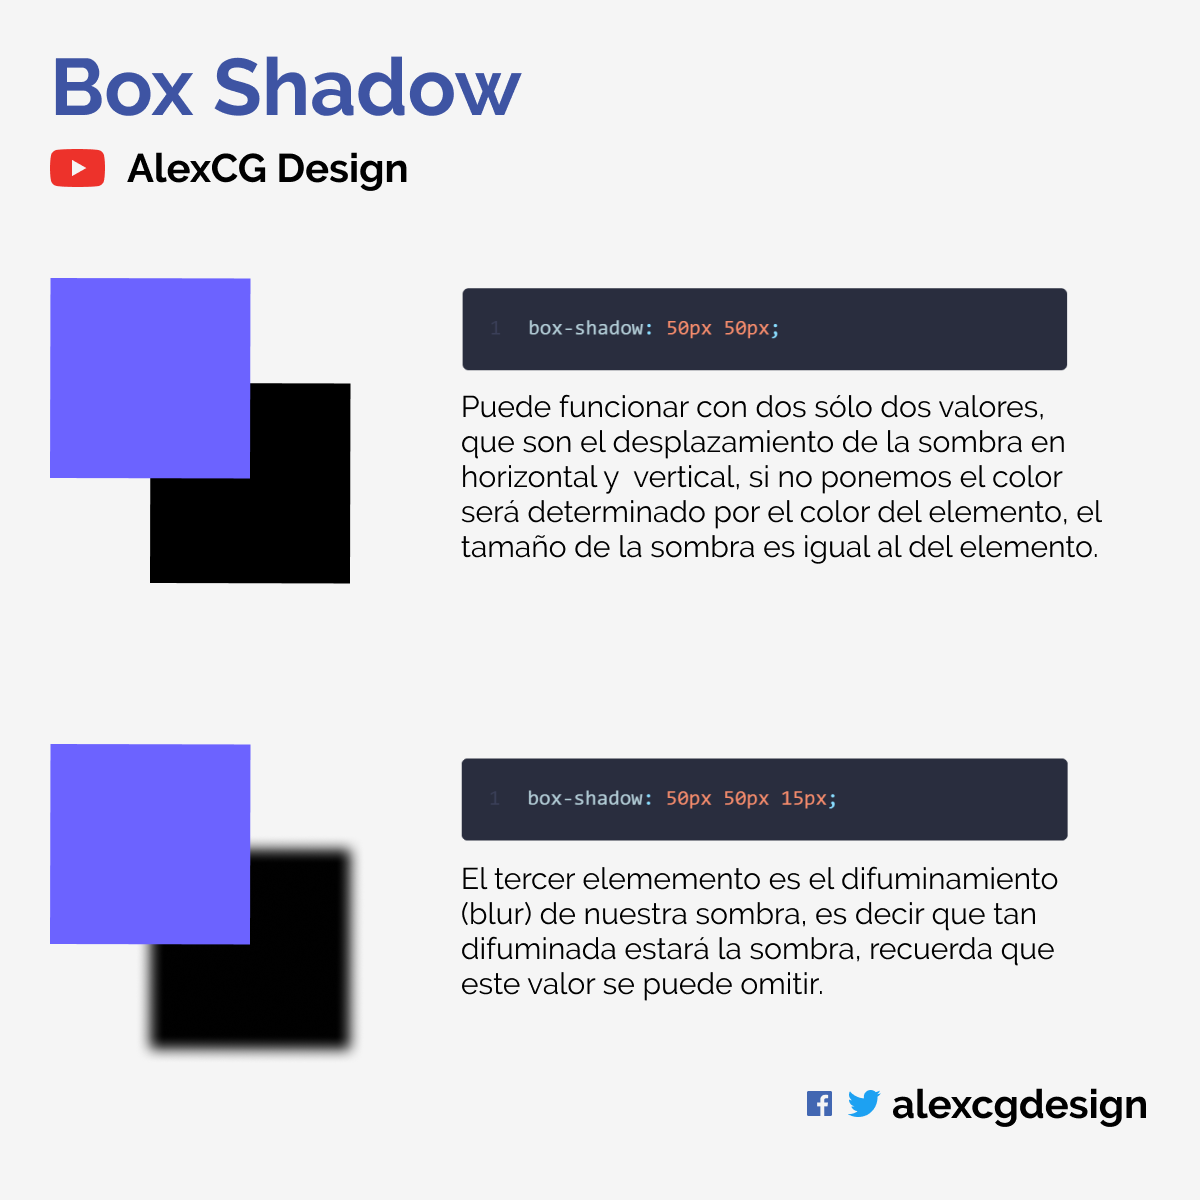 Box Shadow
AlexCG Design
1 box-shadow: 50px 50px;
Puede funcionar con dos sólo dos valores,
que son el desplazamiento de la sombra en
horizontal y  vertical, si no ponemos el color
será determinado por el color del elemento, el
tamaño de la sombra es igual al del elemento.
1 box-shadow: 50px 50px 15px;
El tercer elememento es el difuminamiento
(blur) de nuestra sombra, es decir que tan
difuminada estará la sombra, recuerda que
este valor se puede omitir.
alexcgdesign